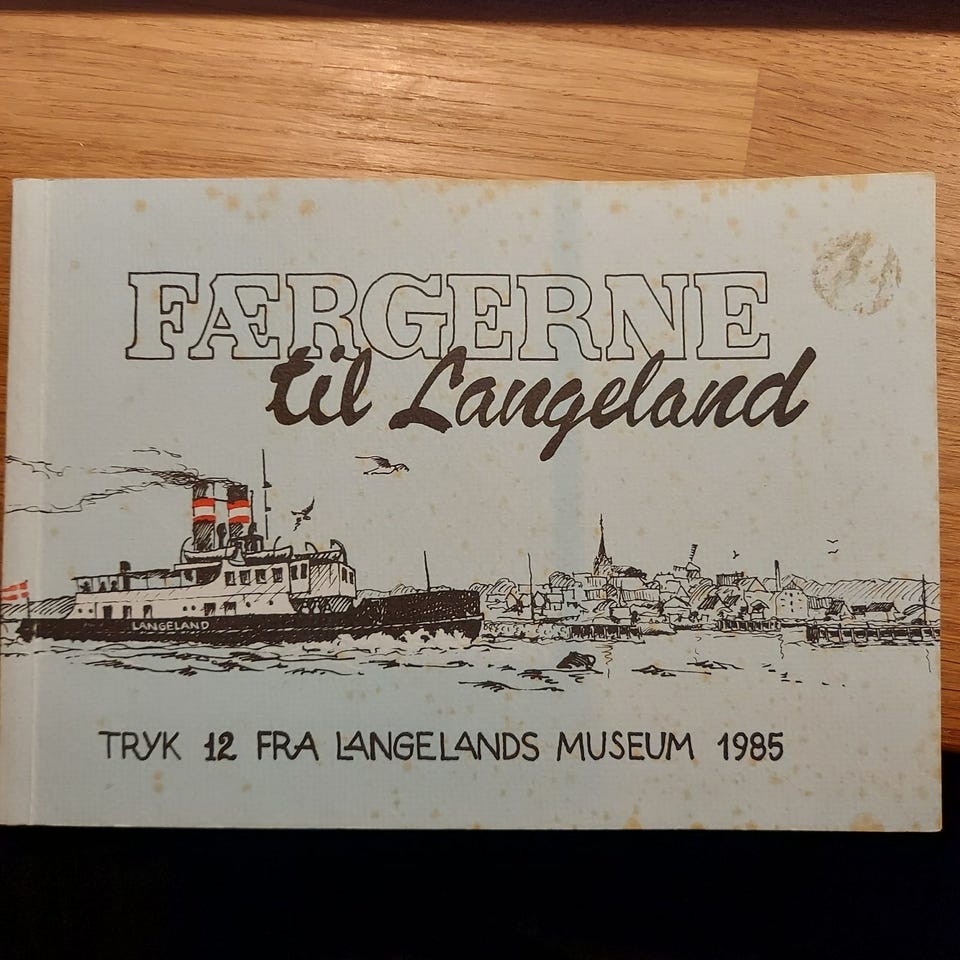 FÆRGERNE
til Langeland
LANGELAND
TRYK 12 FRA LANGELANDS MUSEUM 1985